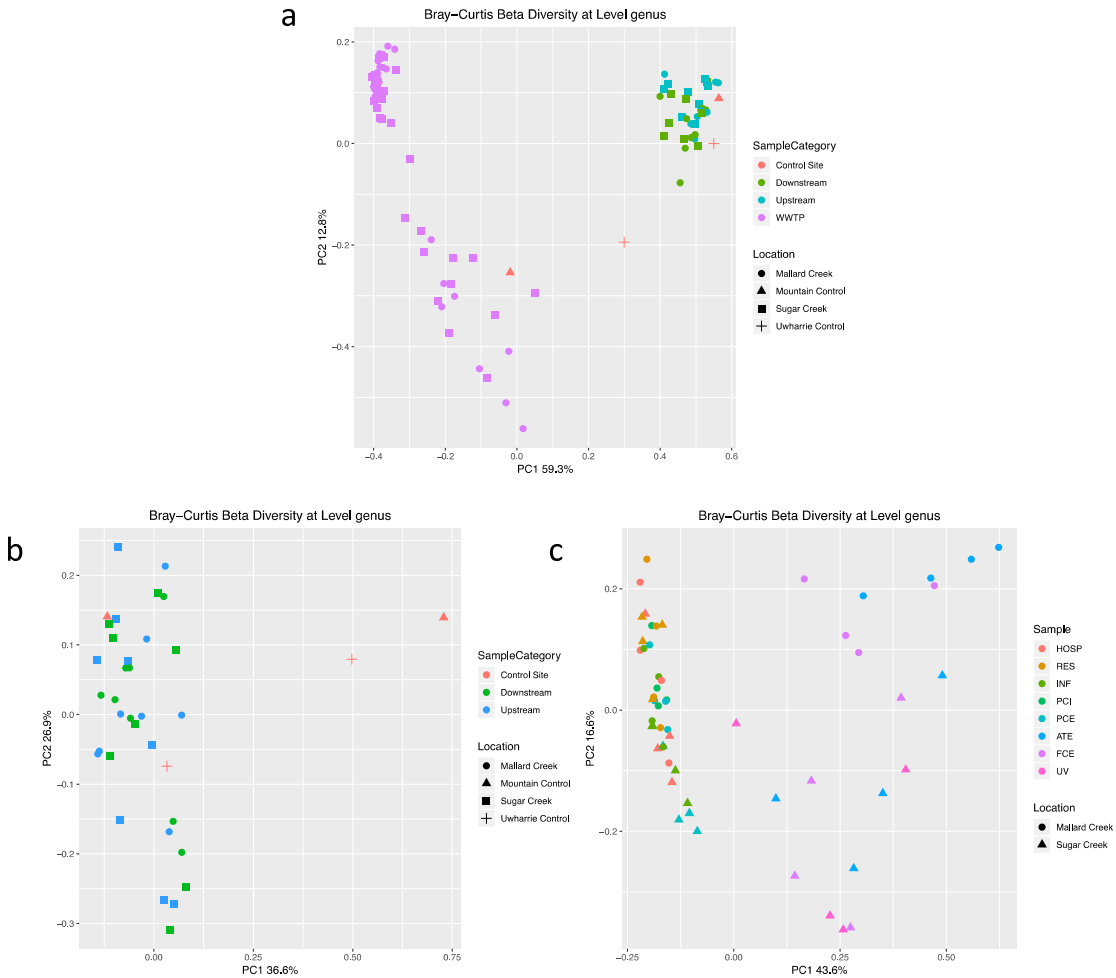 a
Bray−Curtis Beta Diversity at Level genus
0.2
0.0
−0.2
−0.4
PC2 12.8%
−0.4
−0.2
0.0
0.2
0.4
0.6
PC1 59.3%
SampleCategory
Control Site
Downstream
Upstream
WWTP
Location
Mallard Creek
Mountain Control
Sugar Creek
Uwharrie Control
b
Bray−Curtis Beta Diversity at Level genus
0.2
0.1
0.0
−0.1
−0.2
−0.3
PC2 26.9%
0.00
0.25
0.50
0.75
PC1 36.6%
SampleCategory
Control Site
Downstream
Upstream
Location
Mallard Creek
Mountain Control
Sugar Creek
Uwharrie Control
c
Bray−Curtis Beta Diversity at Level genus
0.2
0.0
−0.2
PC2 16.6%
−0.25
0.00
0.25
0.50
PC1 43.6%
Sample
HOSP
RES
INF
PCI
PCE
ATE
FCE
UV
Location
Mallard Creek
Sugar Creek